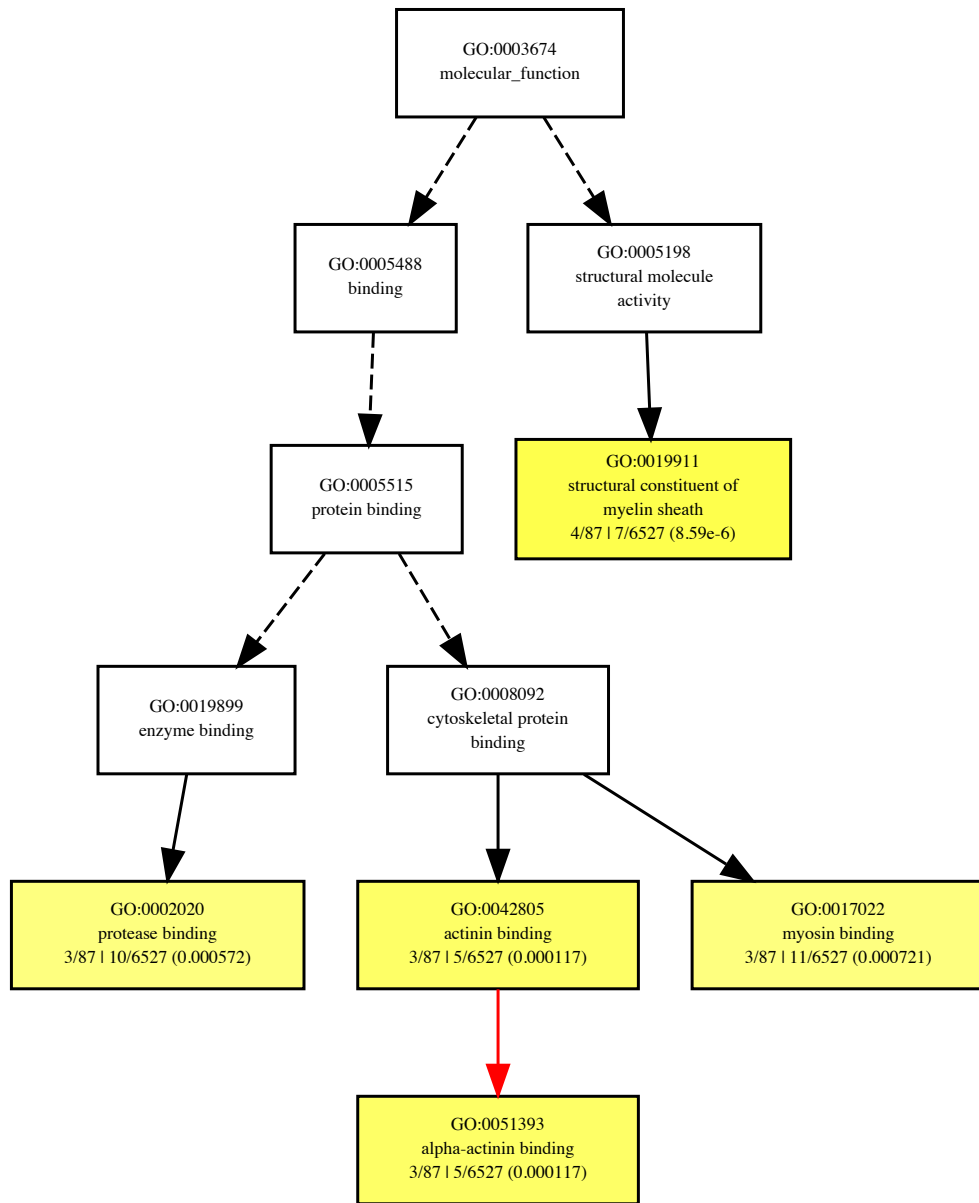 GO:0003674
molecular_function
GO:0005488
binding
GO:0005198
structural molecule
activity
GO:0005515
protein binding
GO:0019911
structural constituent of
myelin sheath
4/87 | 7/6527 (8.59e-6)
GO:0019899
enzyme binding
GO:0008092
cytoskeletal protein
binding
GO:0002020
protease binding
3/87 | 10/6527 (0.000572)
GO:0042805
actinin binding
3/87 | 5/6527 (0.000117)
GO:0017022
myosin binding
3/87 | 11/6527 (0.000721)
GO:0051393
alpha-actinin binding
3/87 | 5/6527 (0.000117)